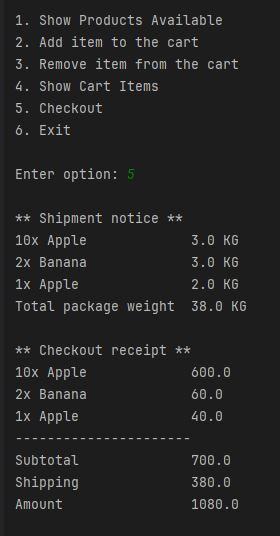 1. Show Products Available
2. Add item to the cart
3. Remove item from the cart
4. Show Cart Items
5. Checkout
6. Exit
Enter option: 5
** Shipment notice **
10x Apple 3.0 KG
2x Banana 3.0 KG
1x Apple 2.0 KG
Total package weight 38.0 KG
** Checkout receipt **
10x Apple 600.0
2x Banana 60.0
1x Apple 40.0
----------------------
Subtotal 700.0
Shipping 380.0
Amount 1080.0